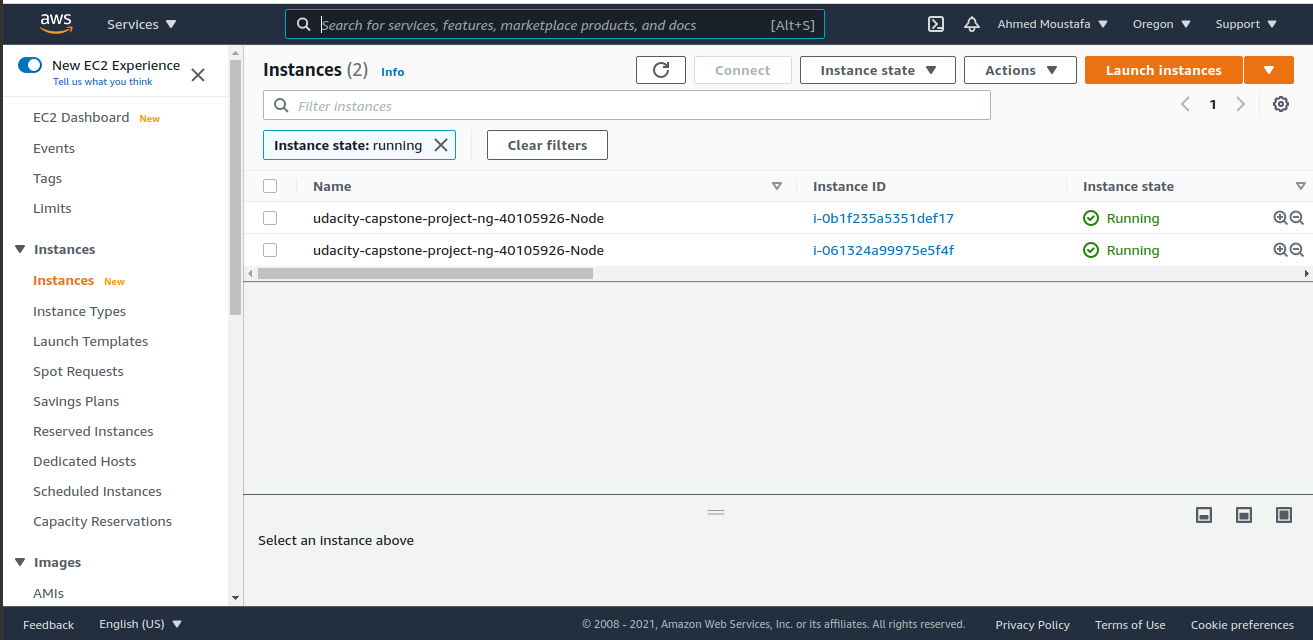 aws Services Search for services, features, marketplace products, and docs [Alt+S] Ahmed Moustafa Oregon Support
New EC2 Experience
Tell us what you think
EC2 Dashboard New
Events
Tags
Limits
Instances
Instances New
Instance Types
Launch Templates
Spot Requests
Savings Plans
Reserved Instances
Dedicated Hosts
Scheduled Instances
Capacity Reservations
Images
AMIs
Instances (2) Info Connect Instance state Actions Launch instances
Filter instances 1
Instance state: running Clear filters
Name Instance ID Instance state
udacity-capstone-project-ng-40105926-Node i-0b1f235a5351def17 Running
udacity-capstone-project-ng-40105926-Node i-061324a99975e5f4f Running
Select an instance above
Feedback English (US) © 2008 - 2021, Amazon Web Services, Inc. or its affiliates. All rights reserved. Privacy Policy Terms of Use Cookie preferences